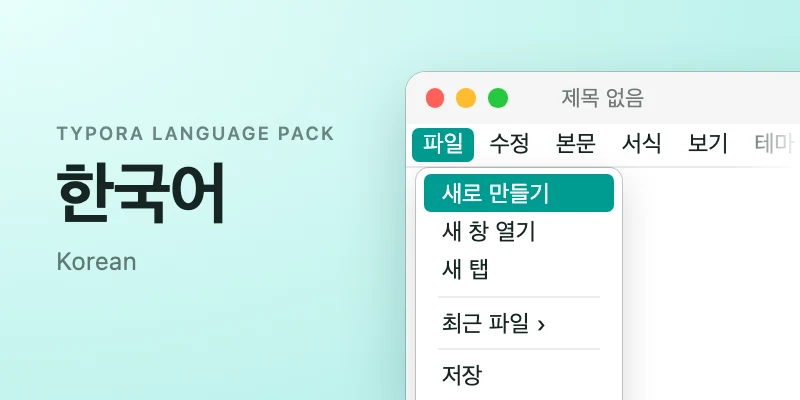 TYPORA LANGUAGE PACK
한국어
Korean
제목 없음
파일 수정 본문 서식 보기 테마
새로 만들기
새 창 열기
새 탭
최근 파일 ›
저장